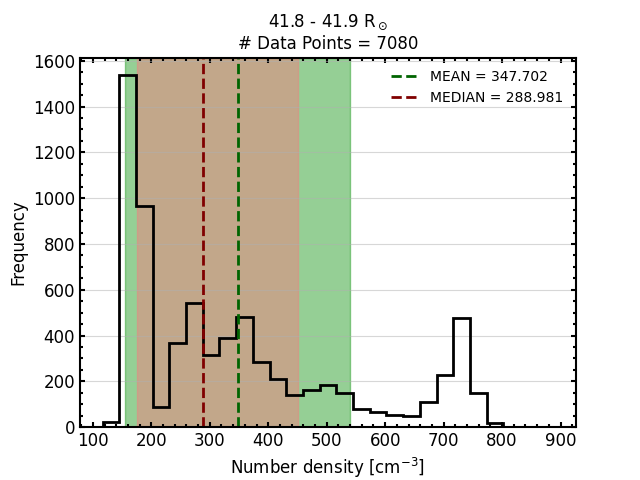 41.8 - 41.9 R⊙
# Data Points = 7080
MEAN = 347.702
MEDIAN = 288.981
Frequency
1600
1400
1200
1000
800
600
400
200
0
100 200 300 400 500 600 700 800 900
Number density [cm⁻³]